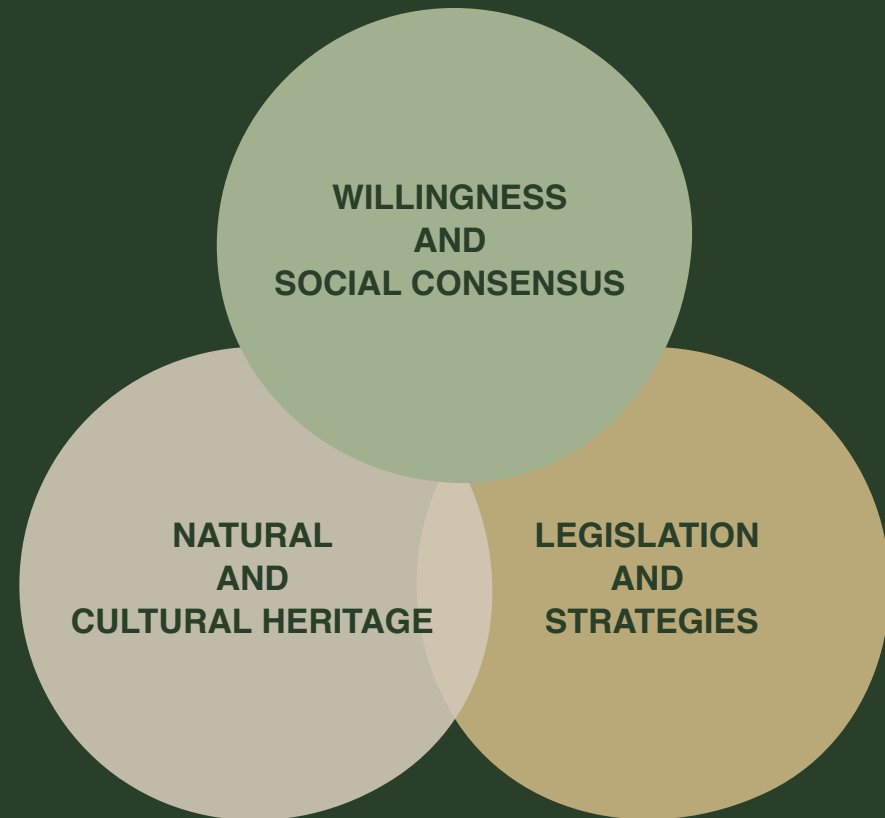 WILLINGNESS
AND
SOCIAL CONSENSUS
NATURAL
AND
CULTURAL HERITAGE
LEGISLATION
AND
STRATEGIES